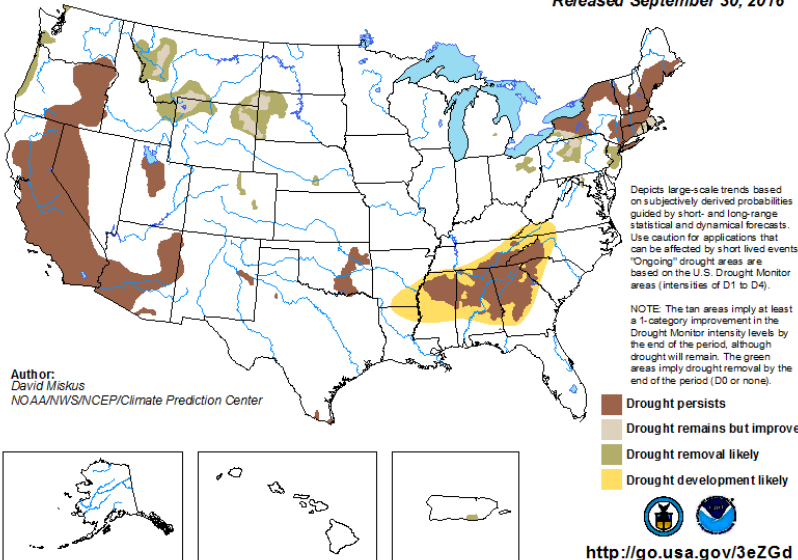 Released September 30, 2016
Depicts large-scale trends based
on subjectively derived probabilities
guided by short- and long-range
statistical and dynamical forecasts.
Use caution for applications that
can be affected by short lived events.
"Ongoing" drought areas are
based on the U.S. Drought Monitor
areas (intensities of D1 to D4).
NOTE: The tan areas imply at least
a 1-category improvement in the
Drought Monitor intensity levels by
the end of the period, although
drought will remain. The green
areas imply drought removal by the
end of the period (D0 or none).
Author:
David Miskus
NOAA/NWS/NCEP/Climate Prediction Center
Drought persists
Drought remains but improve
Drought removal likely
Drought development likely
http://go.usa.gov/3eZGd